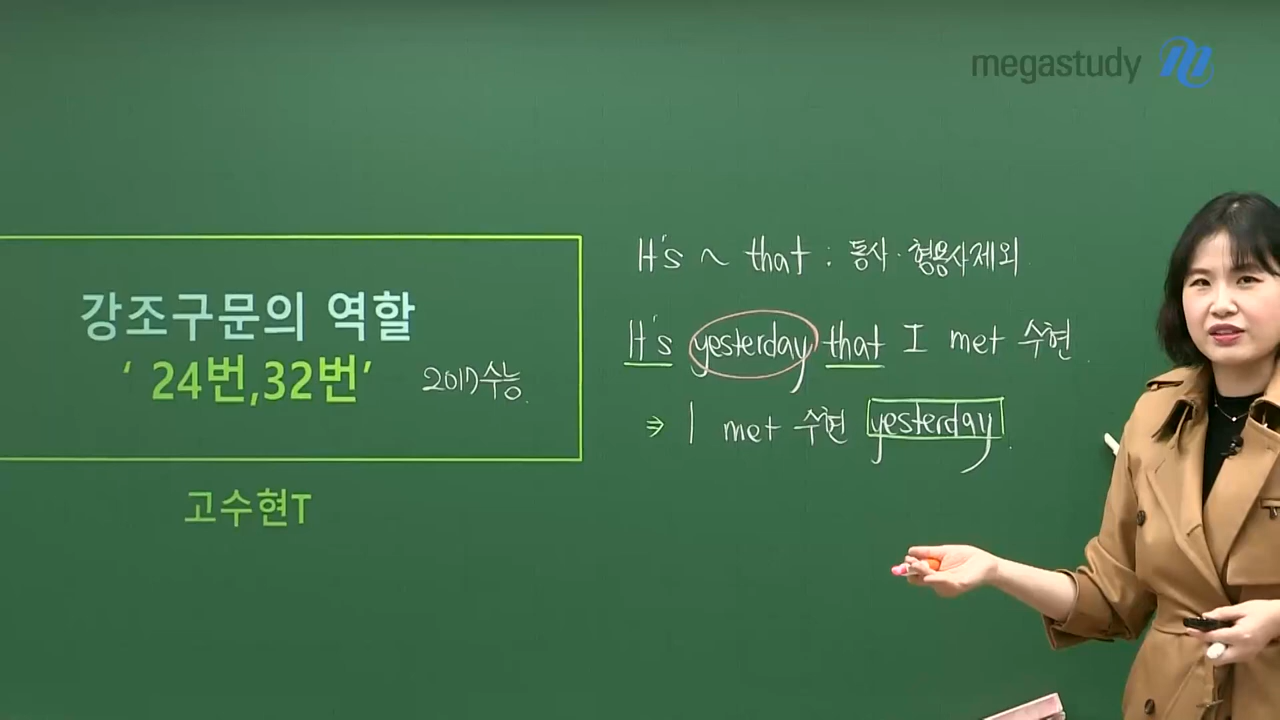 megastudy
강조구문의 역할
‘ 24번,32번’ 2017수능.
고수현T
It's ~ that : 동사·형용사제외
It's yesterday that I met 수현.
⇒ I met 수현 yesterday.